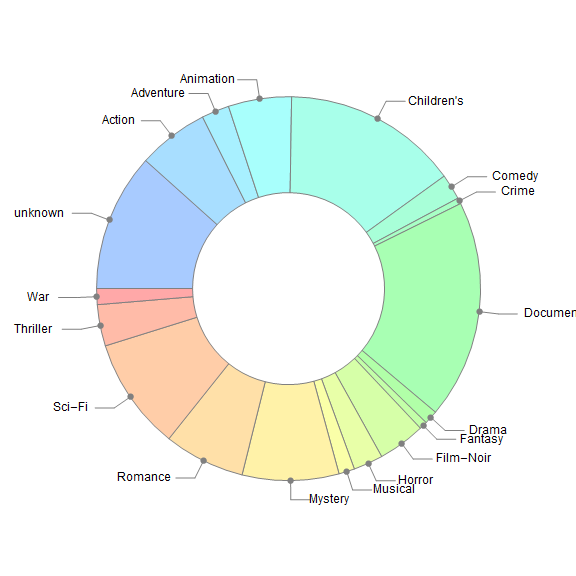 Animation
Adventure
Children's
Action
Comedy
Crime
unknown
War
Documen
Thriller
Sci–Fi
Drama
Fantasy
Film–Noir
Romance
Horror
Musical
Mystery